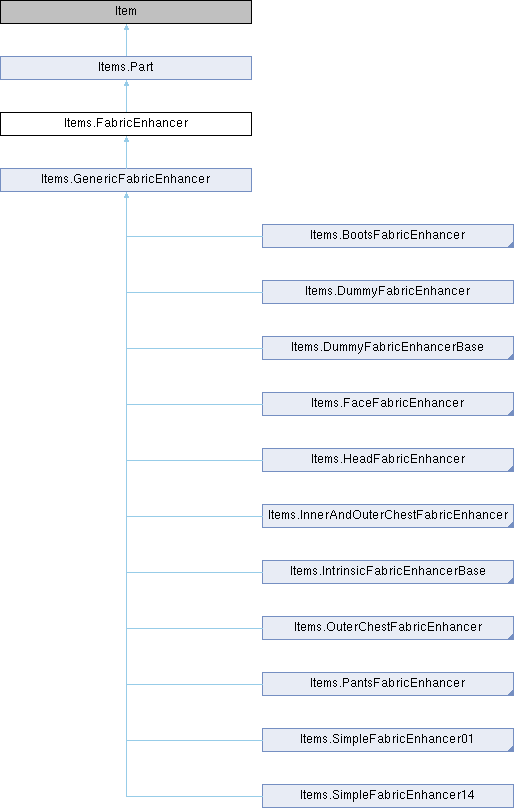 Item
Items.Part
Items.FabricEnhancer
Items.GenericFabricEnhancer
Items.BootsFabricEnhancer
Items.DummyFabricEnhancer
Items.DummyFabricEnhancerBase
Items.FaceFabricEnhancer
Items.HeadFabricEnhancer
Items.InnerAndOuterChestFabricEnhancer
Items.IntrinsicFabricEnhancerBase
Items.OuterChestFabricEnhancer
Items.PantsFabricEnhancer
Items.SimpleFabricEnhancer01
Items.SimpleFabricEnhancer14